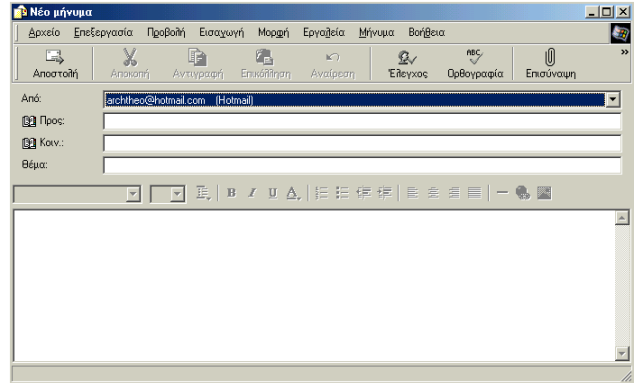 Νέο μήνυμα
Αρχείο Επεξεργασία Προβολή Εισαγωγή Μορφή Εργαλεία Μήνυμα Βοήθεια
Αποστολή Αποκοπή Αντιγραφή Επικόλληση Αναίρεση Έλεγχος Ορθογραφία Επισύναψη »
Από: archtheo@hotmail.com (Hotmail)
Προς:
Κοιν.:
Θέμα:
B I U A